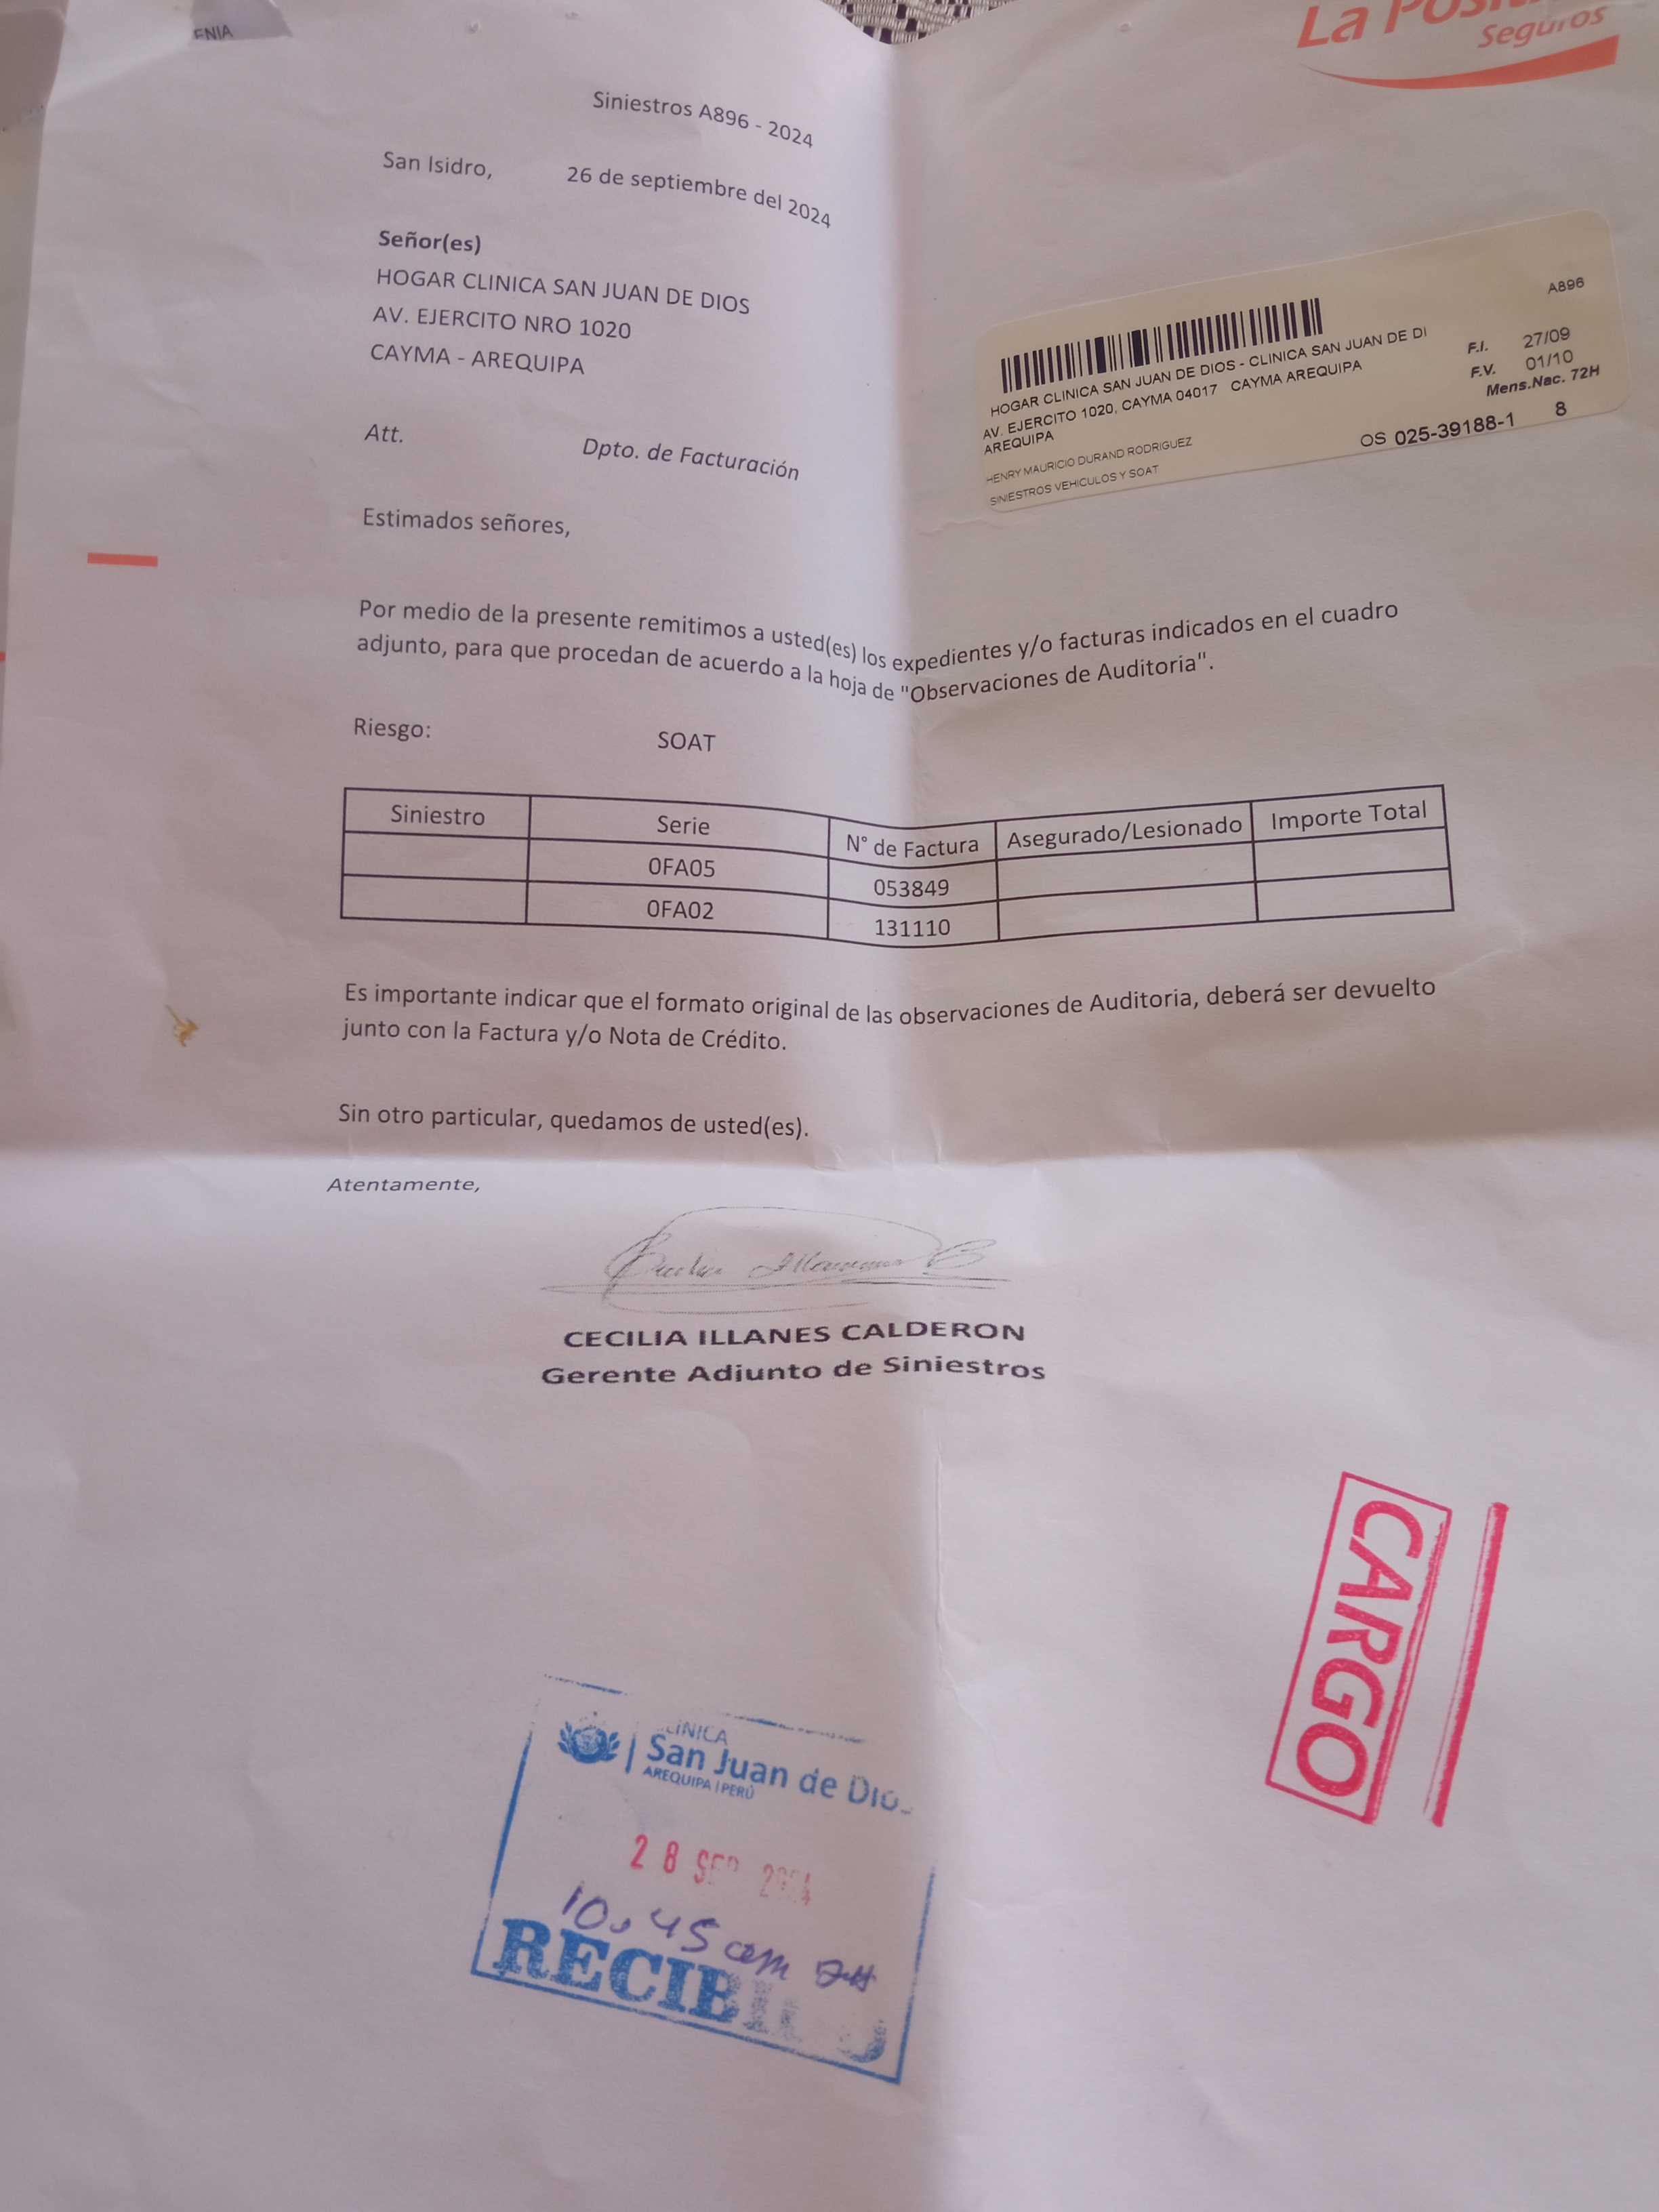 ENIA
La
Seguros
Siniestros A896 - 2024
San Isidro, 26 de septiembre del 2024
Señor(es)
HOGAR CLINICA SAN JUAN DE DIOS
AV. EJERCITO NRO 1020
CAYMA - AREQUIPA
A896
HOGAR CLINICA SAN JUAN DE DIOS - CLINICA SAN JUAN DE DI
AV. EJERCITO 1020, CAYMA 04017 CAYMA AREQUIPA
AREQUIPA
HENRY MAURICIO DURAND RODRIGUEZ
SINIESTROS VEHICULOS Y SOAT
F.I. 27/09
F.V. 01/10
Mens.Nac. 72H
OS 025-39188-1 8
Att. Dpto. de Facturación
Estimados señores,
Por medio de la presente remitimos a usted(es) los expedientes y/o facturas indicados en el cuadro
adjunto, para que procedan de acuerdo a la hoja de "Observaciones de Auditoria".
Riesgo: SOAT
Siniestro Serie N° de Factura Asegurado/Lesionado Importe Total
0FA05 053849
0FA02 131110
Es importante indicar que el formato original de las observaciones de Auditoria, deberá ser devuelto
junto con la Factura y/o Nota de Crédito.
Sin otro particular, quedamos de usted(es).
Atentamente,
CECILIA ILLANES CALDERON
Gerente Adjunto de Siniestros
CARGO
CLINICA
San Juan de Dios
AREQUIPA | PERÚ
28 SEP 2024
10:45 am
RECIBIDO